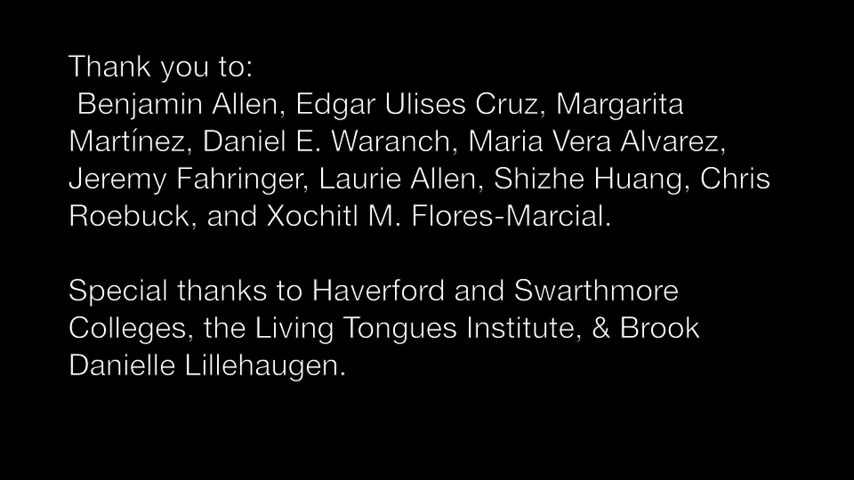 Thank you to:
Benjamin Allen, Edgar Ulises Cruz, Margarita
Martínez, Daniel E. Waranch, Maria Vera Alvarez,
Jeremy Fahringer, Laurie Allen, Shizhe Huang, Chris
Roebuck, and Xochitl M. Flores-Marcial.
Special thanks to Haverford and Swarthmore
Colleges, the Living Tongues Institute, & Brook
Danielle Lillehaugen.